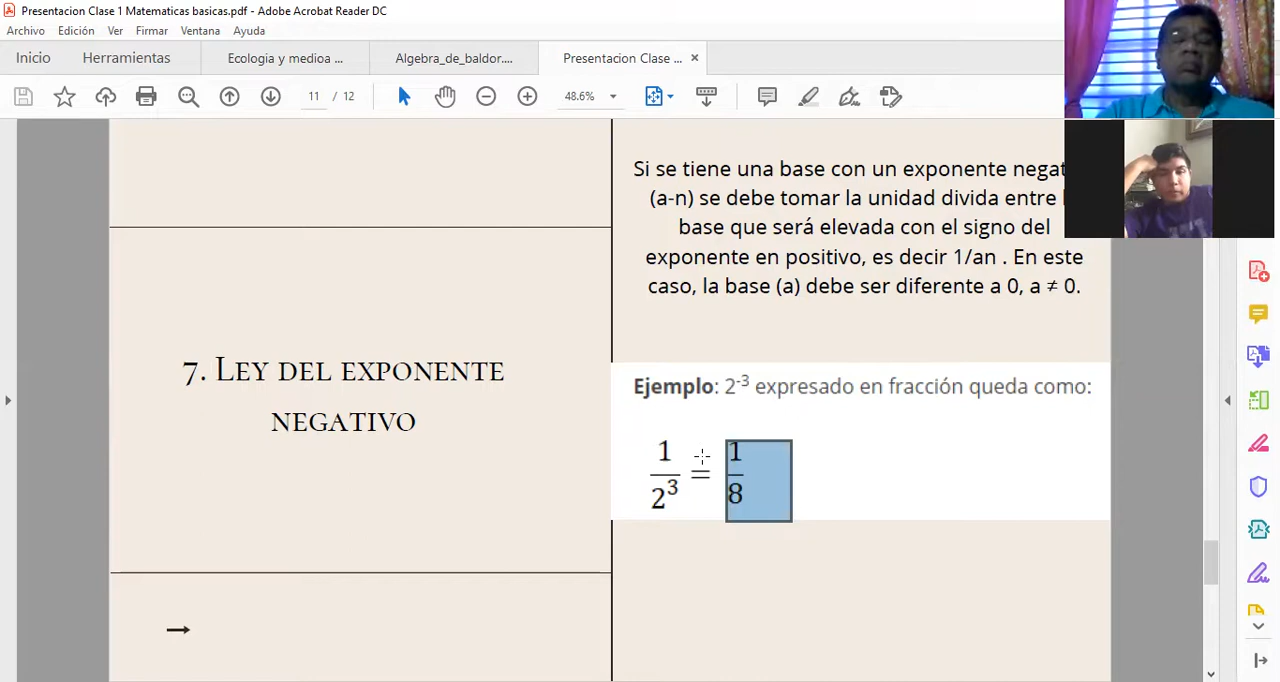 Presentacion Clase 1 Matematicas basicas.pdf - Adobe Acrobat Reader DC
Archivo Edición Ver Firmar Ventana Ayuda
Inicio Herramientas Ecologia y medioa ... Algebra_de_baldor.... Presentacion Clase ... ×
11 / 12 48.6%
Si se tiene una base con un exponente negat
(a-n) se debe tomar la unidad divida entre l
base que será elevada con el signo del
exponente en positivo, es decir 1/an . En este
caso, la base (a) debe ser diferente a 0, a ≠ 0.
7. Ley del exponente
negativo
Ejemplo: 2⁻³ expresado en fracción queda como:
1/2³ = 1/8